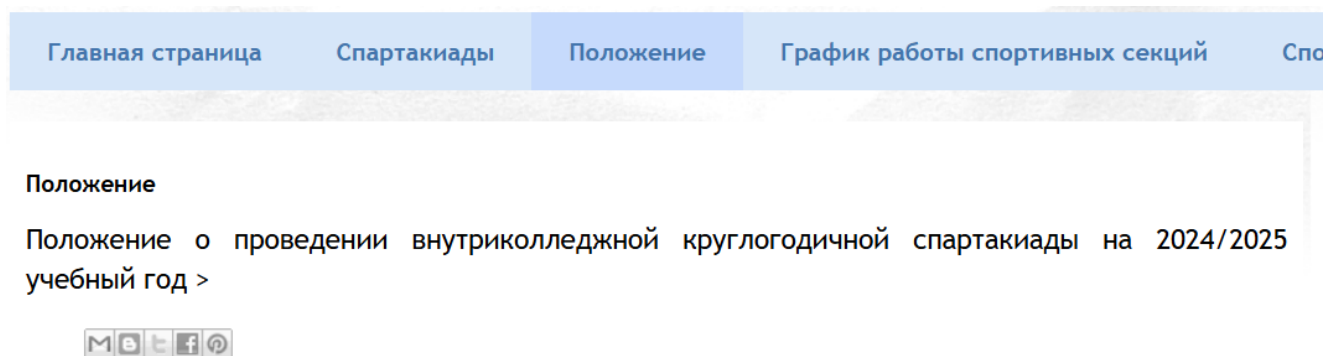 Главная страница Спартакиады Положение График работы спортивных секций Спо
Положение
Положение о проведении внутриколледжной круглогодичной спартакиады на 2024/2025
учебный год >